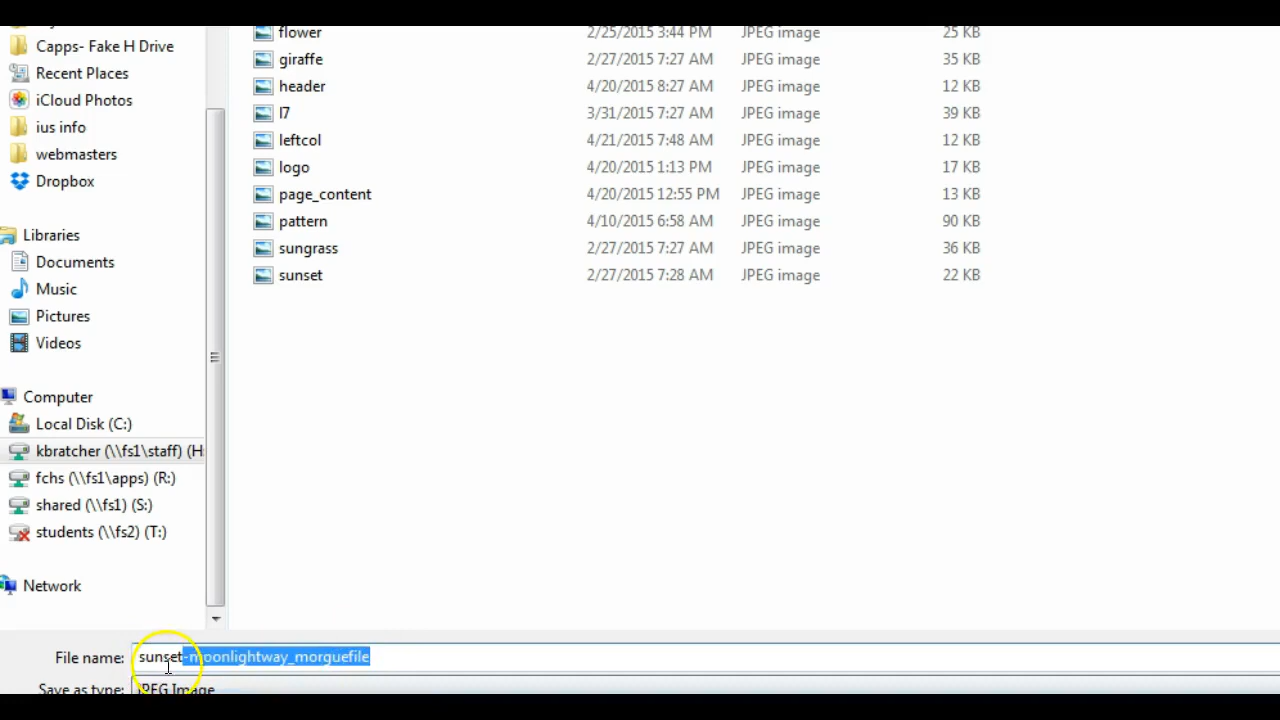 flower 2/25/2015 3:44 PM JPEG image 25 KB
Capps- Fake H Drive
giraffe 2/27/2015 7:27 AM JPEG image 35 KB
Recent Places
header 4/20/2015 8:27 AM JPEG image 12 KB
iCloud Photos
l7 3/31/2015 7:27 AM JPEG image 39 KB
ius info
leftcol 4/21/2015 7:48 AM JPEG image 12 KB
webmasters
logo 4/20/2015 1:13 PM JPEG image 17 KB
Dropbox
page_content 4/20/2015 12:55 PM JPEG image 13 KB
pattern 4/10/2015 6:58 AM JPEG image 90 KB
Libraries
sungrass 2/27/2015 7:27 AM JPEG image 36 KB
Documents
sunset 2/27/2015 7:28 AM JPEG image 22 KB
Music
Pictures
Videos
Computer
Local Disk (C:)
kbratcher (\\fs1\staff) (H:
fchs (\\fs1\apps) (R:)
shared (\\fs1) (S:)
students (\\fs2) (T:)
Network
File name: sunset-moonlightway_morguefile
Save as type: JPEG Image